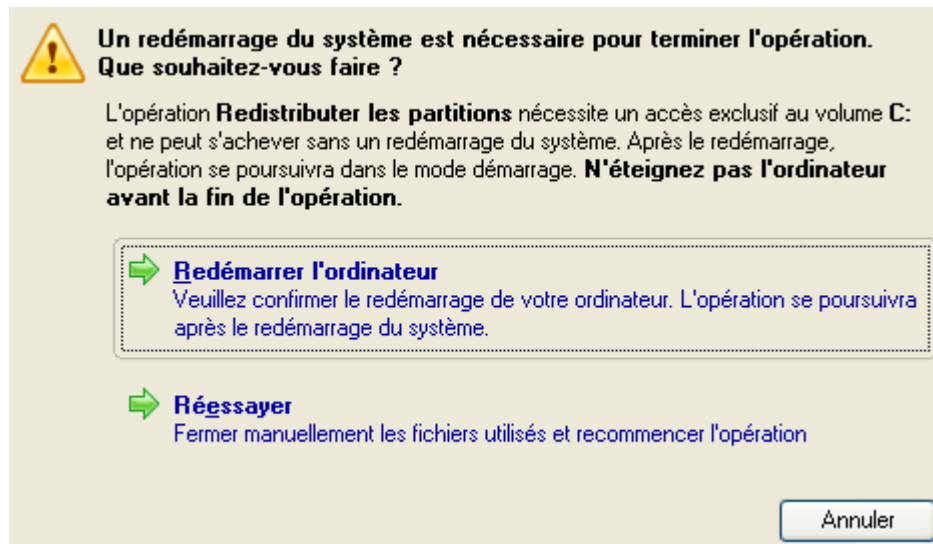 Un redémarrage du système est nécessaire pour terminer l'opération.
Que souhaitez-vous faire ?
L'opération Redistributer les partitions nécessite un accès exclusif au volume C:
et ne peut s'achever sans un redémarrage du système. Après le redémarrage,
l'opération se poursuivra dans le mode démarrage. N'éteignez pas l'ordinateur
avant la fin de l'opération.
Redémarrer l'ordinateur
Veuillez confirmer le redémarrage de votre ordinateur. L'opération se poursuivra
après le redémarrage du système.
Réessayer
Fermer manuellement les fichiers utilisés et recommencer l'opération
Annuler